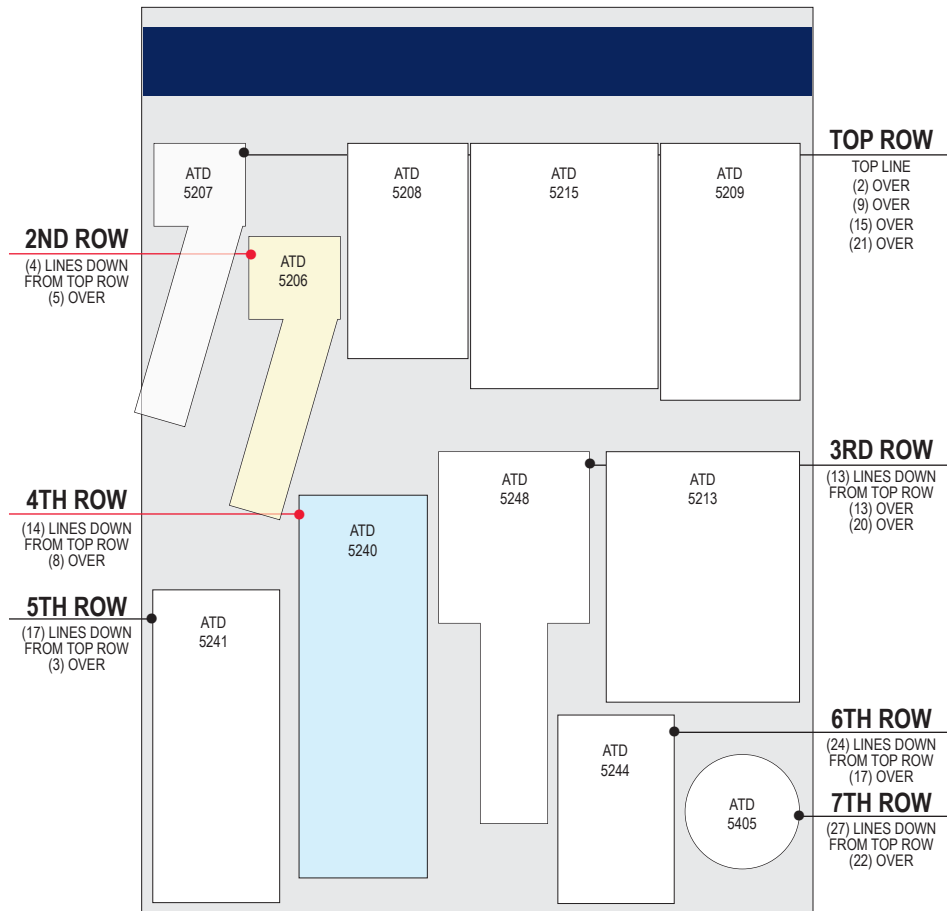 TOP ROW
TOP LINE
(2) OVER
(9) OVER
(15) OVER
(21) OVER
ATD
5207
ATD
5208
ATD
5215
ATD
5209
2ND ROW
(4) LINES DOWN
FROM TOP ROW
(5) OVER
ATD
5206
3RD ROW
(13) LINES DOWN
FROM TOP ROW
(13) OVER
(20) OVER
ATD
5248
ATD
5213
4TH ROW
(14) LINES DOWN
FROM TOP ROW
(8) OVER
ATD
5240
5TH ROW
(17) LINES DOWN
FROM TOP ROW
(3) OVER
ATD
5241
6TH ROW
(24) LINES DOWN
FROM TOP ROW
(17) OVER
ATD
5244
7TH ROW
(27) LINES DOWN
FROM TOP ROW
(22) OVER
ATD
5405